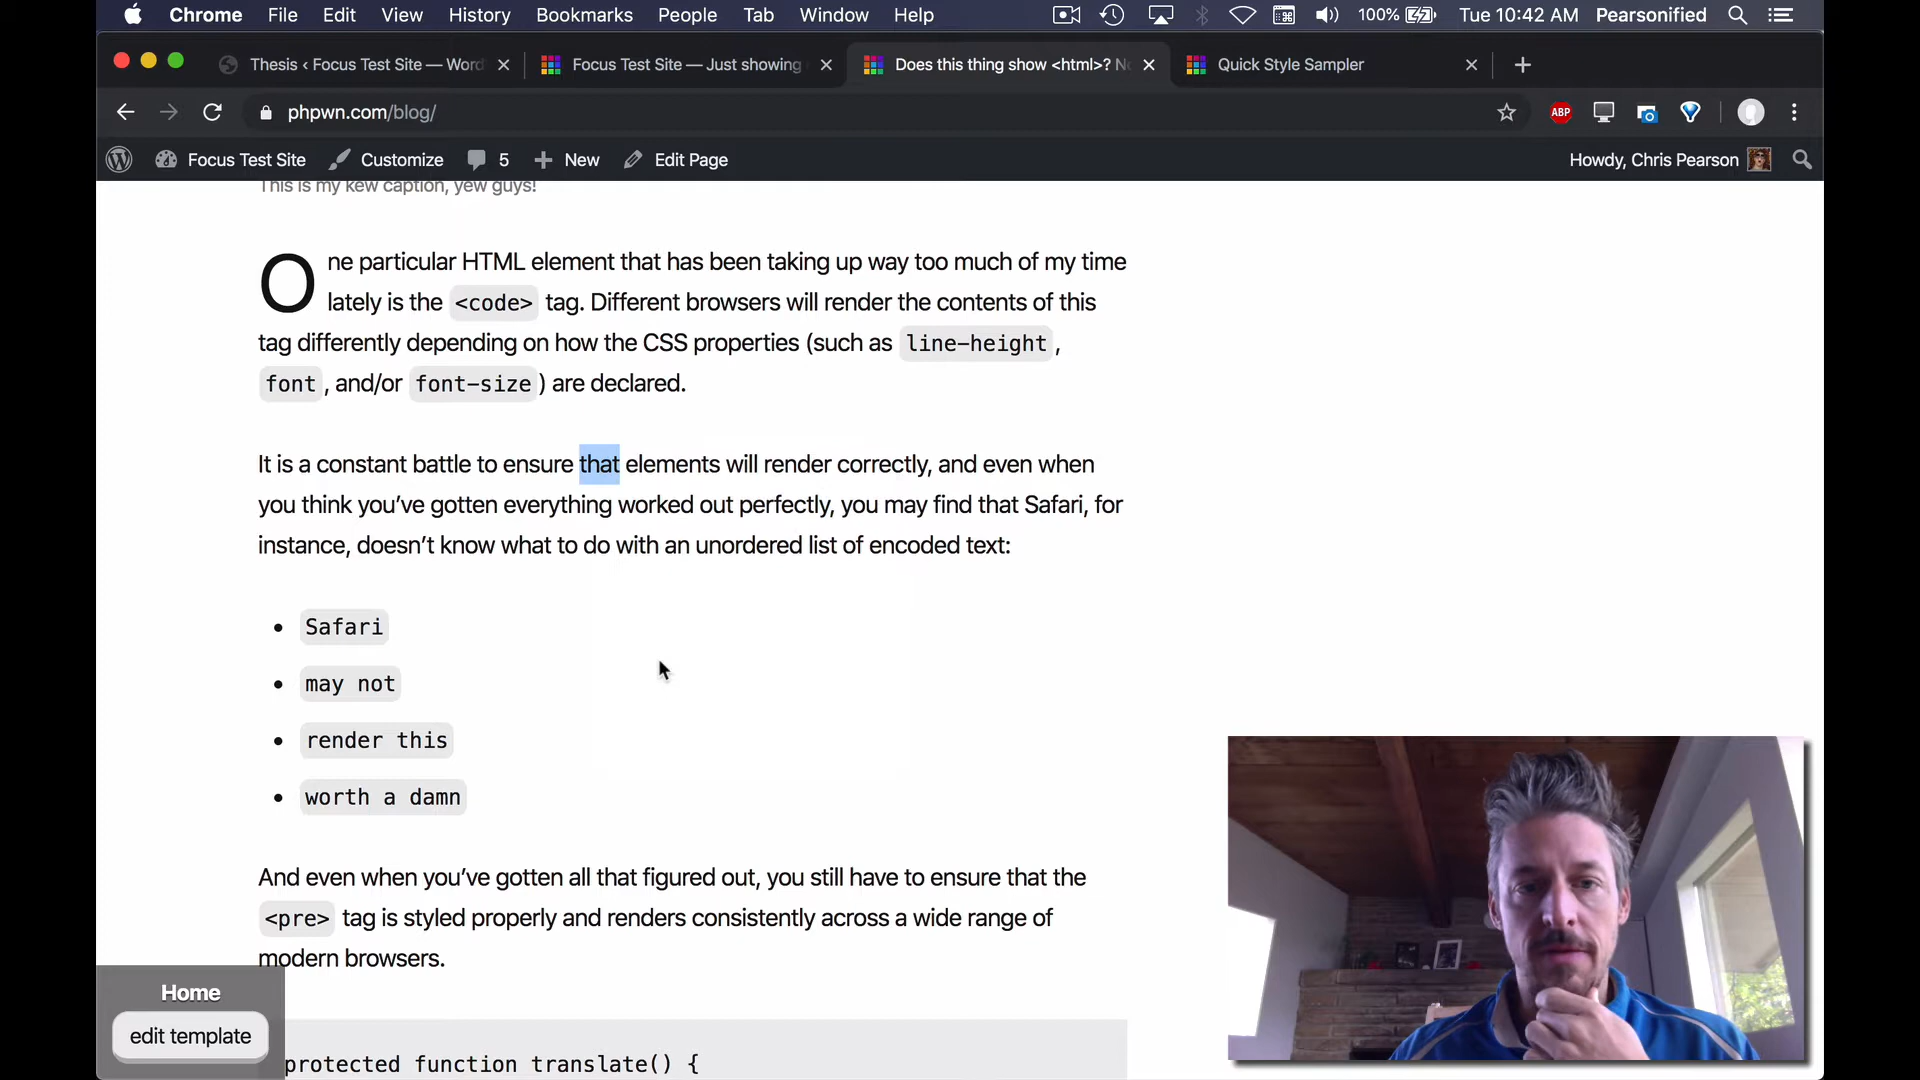 Chrome File Edit View History Bookmarks People Tab Window Help 100% Tue 10:42 AM Pearsonified
Thesis ‹ Focus Test Site — Word Focus Test Site — Just showing Does this thing show <html>? N Quick Style Sampler
phpwn.com/blog/ ABP
Focus Test Site Customize 5 New Edit Page Howdy, Chris Pearson
This is my kew caption, yew guys!
One particular HTML element that has been taking up way too much of my time
lately is the <code> tag. Different browsers will render the contents of this
tag differently depending on how the CSS properties (such as line-height,
font, and/or font-size) are declared.
It is a constant battle to ensure that elements will render correctly, and even when
you think you’ve gotten everything worked out perfectly, you may find that Safari, for
instance, doesn’t know what to do with an unordered list of encoded text:
• Safari
• may not
• render this
• worth a damn
And even when you’ve gotten all that figured out, you still have to ensure that the
<pre> tag is styled properly and renders consistently across a wide range of
modern browsers.
Home
edit template
protected function translate() {